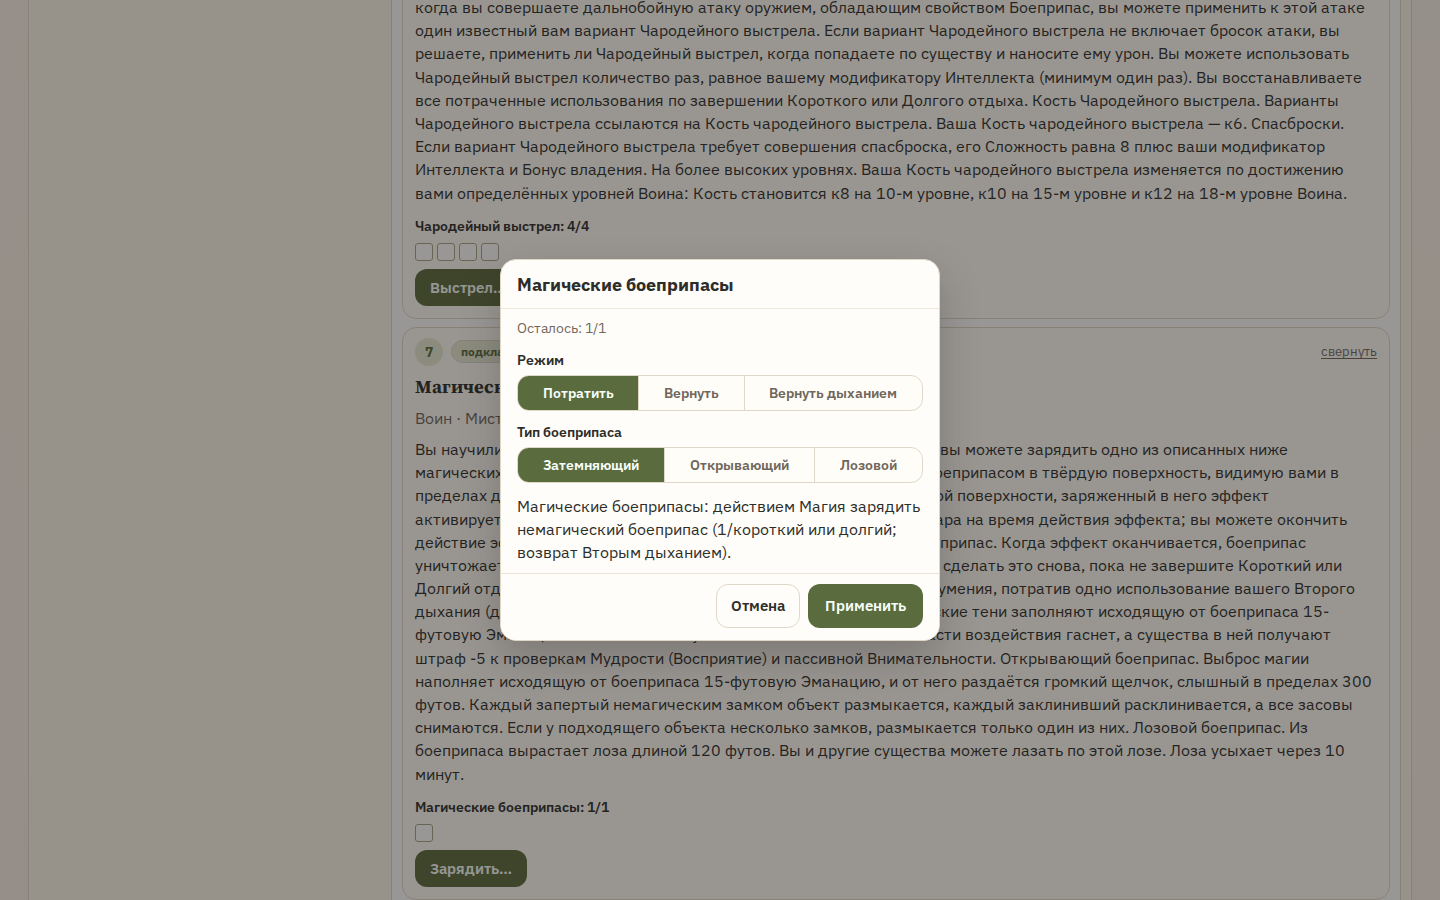 когда вы совершаете дальнобойную атаку оружием, обладающим свойством Боеприпас, вы можете применить к этой атаке
один известный вам вариант Чародейного выстрела. Если вариант Чародейного выстрела не включает бросок атаки, вы
решаете, применить ли Чародейный выстрел, когда попадаете по существу и наносите ему урон. Вы можете использовать
Чародейный выстрел количество раз, равное вашему модификатору Интеллекта (минимум один раз). Вы восстанавливаете
все потраченные использования по завершении Короткого или Долгого отдыха. Кость Чародейного выстрела. Варианты
Чародейного выстрела ссылаются на Кость чародейного выстрела. Ваша Кость чародейного выстрела — к6. Спасброски.
Если вариант Чародейного выстрела требует совершения спасброска, его Сложность равна 8 плюс ваши модификатор
Интеллекта и Бонус владения. На более высоких уровнях. Ваша Кость чародейного выстрела изменяется по достижению
вами определённых уровней Воина: Кость становится к8 на 10-м уровне, к10 на 15-м уровне и к12 на 18-м уровне Воина.
Чародейный выстрел: 4/4
Выстрел...
Магические боеприпасы
Осталось: 1/1
Режим
Потратить Вернуть Вернуть дыханием
Тип боеприпаса
Затемняющий Открывающий Лозовой
Магические боеприпасы: действием Магия зарядить
немагический боеприпас (1/короткий или долгий;
возврат Вторым дыханием).
Отмена Применить
7 подкла свернуть
Магичес
Воин · Мист
Вы научили вы можете зарядить одно из описанных ниже
магических боеприпасом в твёрдую поверхность, видимую вами в
пределах д ой поверхности, заряженный в него эффект
активирует ара на время действия эффекта; вы можете окончить
действие э припас. Когда эффект оканчивается, боеприпас
уничтожает сделать это снова, пока не завершите Короткий или
Долгий отд умения, потратив одно использование вашего Второго
дыхания (д кие тени заполняют исходящую от боеприпаса 15-
футовую Эм сти воздействия гаснет, а существа в ней получают
штраф -5 к проверкам Мудрости (Восприятие) и пассивной Внимательности. Открывающий боеприпас. Выброс магии
наполняет исходящую от боеприпаса 15-футовую Эманацию, и от него раздаётся громкий щелчок, слышный в пределах 300
футов. Каждый запертый немагическим замком объект размыкается, каждый заклинивший расклинивается, а все засовы
снимаются. Если у подходящего объекта несколько замков, размыкается только один из них. Лозовой боеприпас. Из
боеприпаса вырастает лоза длиной 120 футов. Вы и другие существа можете лазать по этой лозе. Лоза усыхает через 10
минут.
Магические боеприпасы: 1/1
Зарядить...